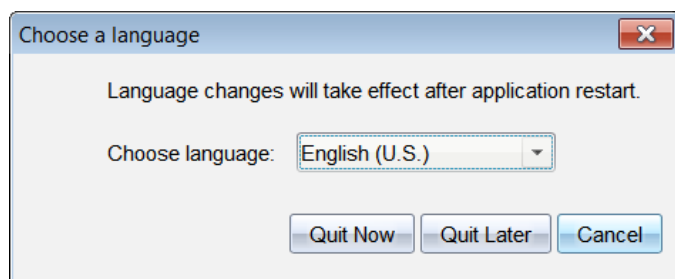 Choose a language
Language changes will take effect after application restart.
Choose language: English (U.S.)
Quit Now Quit Later Cancel